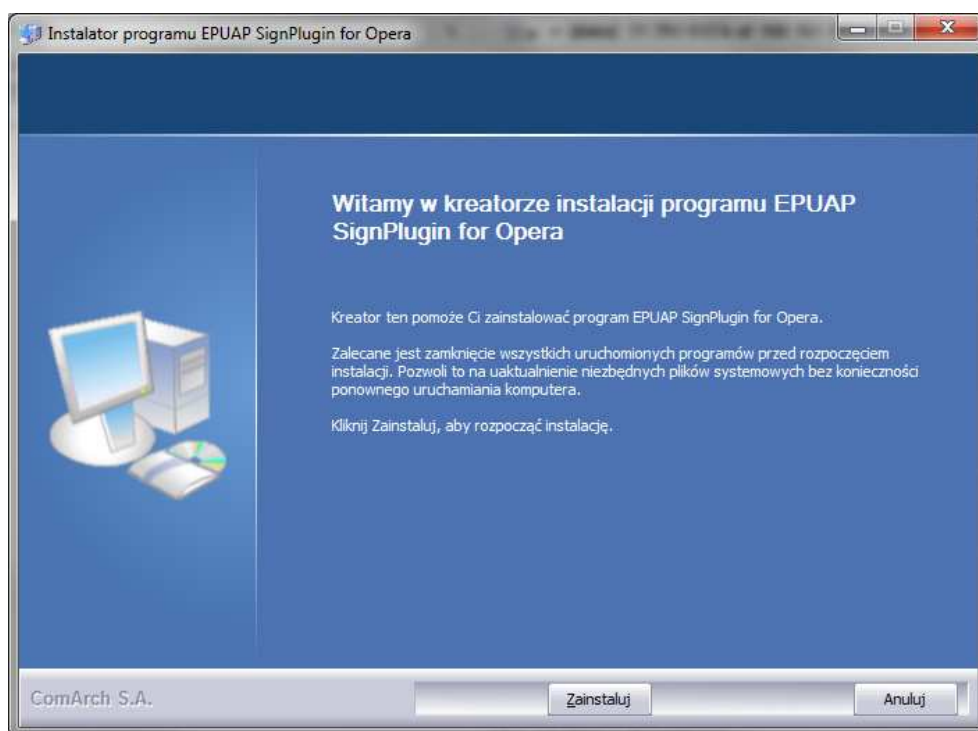 Instalator programu EPUAP SignPlugin for Opera
Witamy w kreatorze instalacji programu EPUAP
SignPlugin for Opera
Kreator ten pomoże Ci zainstalować program EPUAP SignPlugin for Opera.
Zalecane jest zamknięcie wszystkich uruchomionych programów przed rozpoczęciem
instalacji. Pozwoli to na uaktualnienie niezbędnych plików systemowych bez konieczności
ponownego uruchamiania komputera.
Kliknij Zainstaluj, aby rozpocząć instalację.
ComArch S.A.
Zainstaluj
Anuluj